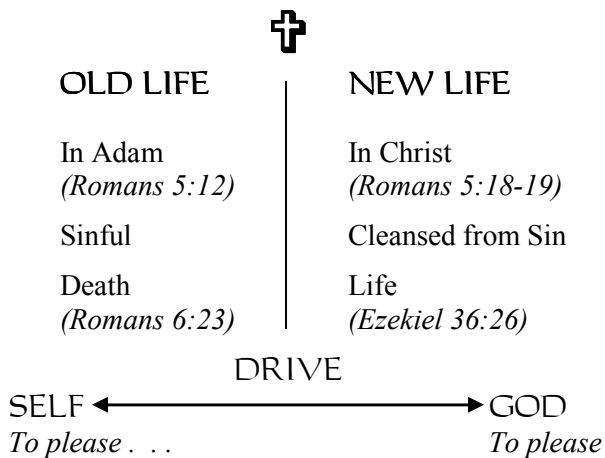 OLD LIFE
In Adam
(Romans 5:12)
Sinful
Death
(Romans 6:23)
NEW LIFE
In Christ
(Romans 5:18-19)
Cleansed from Sin
Life
(Ezekiel 36:26)
DRIVE
SELF
To please . . .
GOD
To please